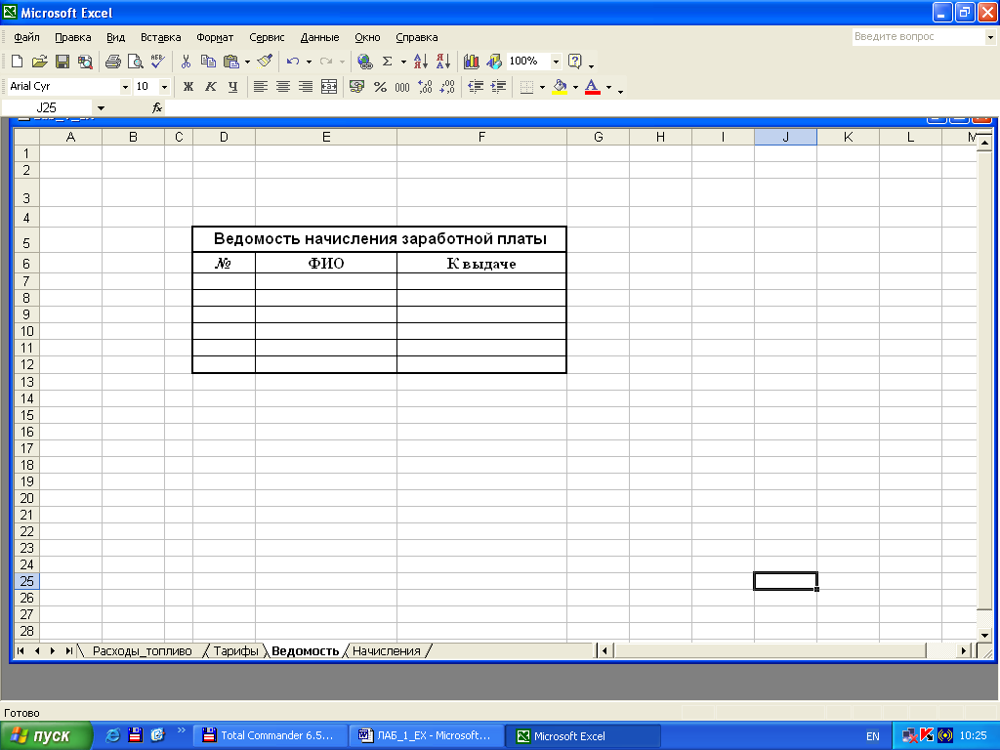 Microsoft Excel
Файл Правка Вид Вставка Формат Сервис Данные Окно Справка Введите вопрос
100%
Arial Cyr 10 Ж К Ч % 000
J25 fx
A B C D E F G H I J K L M
1
2
3
4
5 Ведомость начисления заработной платы
6 № ФИО К выдаче
7
8
9
10
11
12
13
14
15
16
17
18
19
20
21
22
23
24
25
26
27
28
Расходы_топливо Тарифы Ведомость Начисления
Готово
пуск Total Commander 6.5... ЛАБ_1_EX - Microsoft... Microsoft Excel EN 10:25